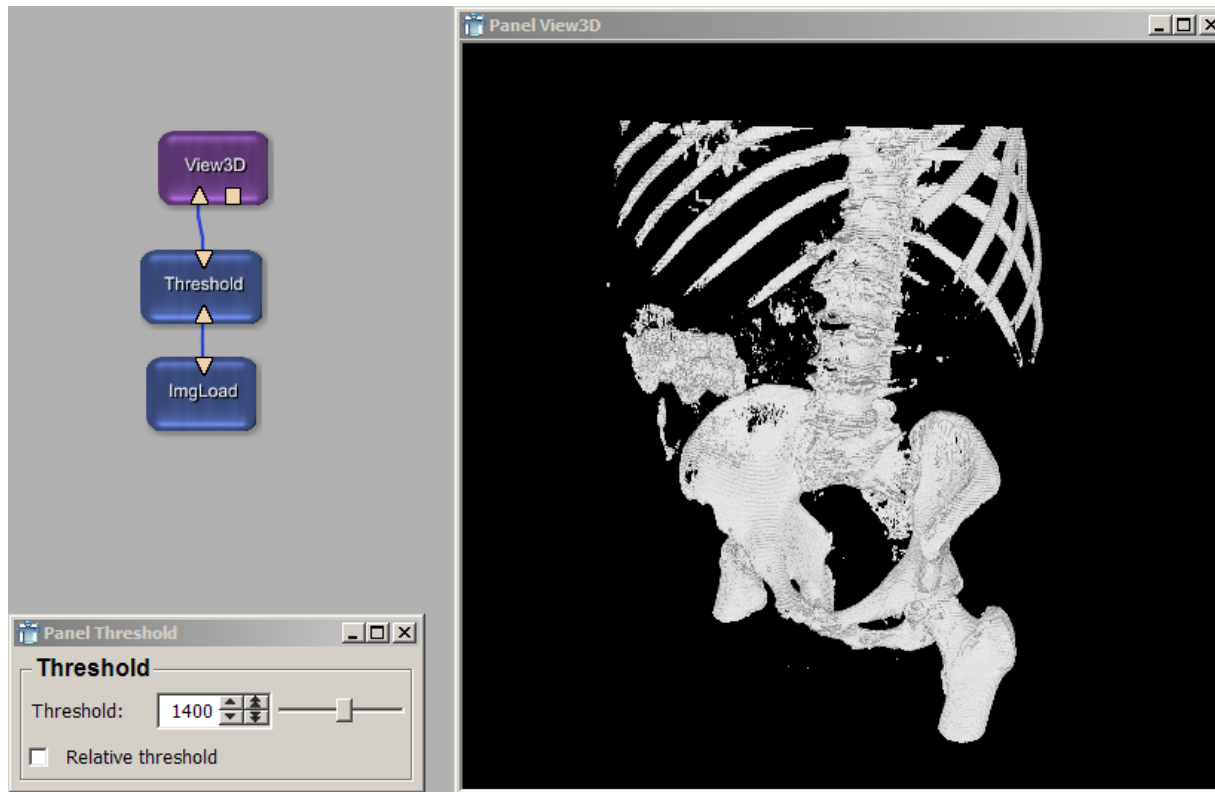 View3D
Threshold
ImgLoad
Panel Threshold
Threshold
Threshold: 1400
Relative threshold
Panel View3D